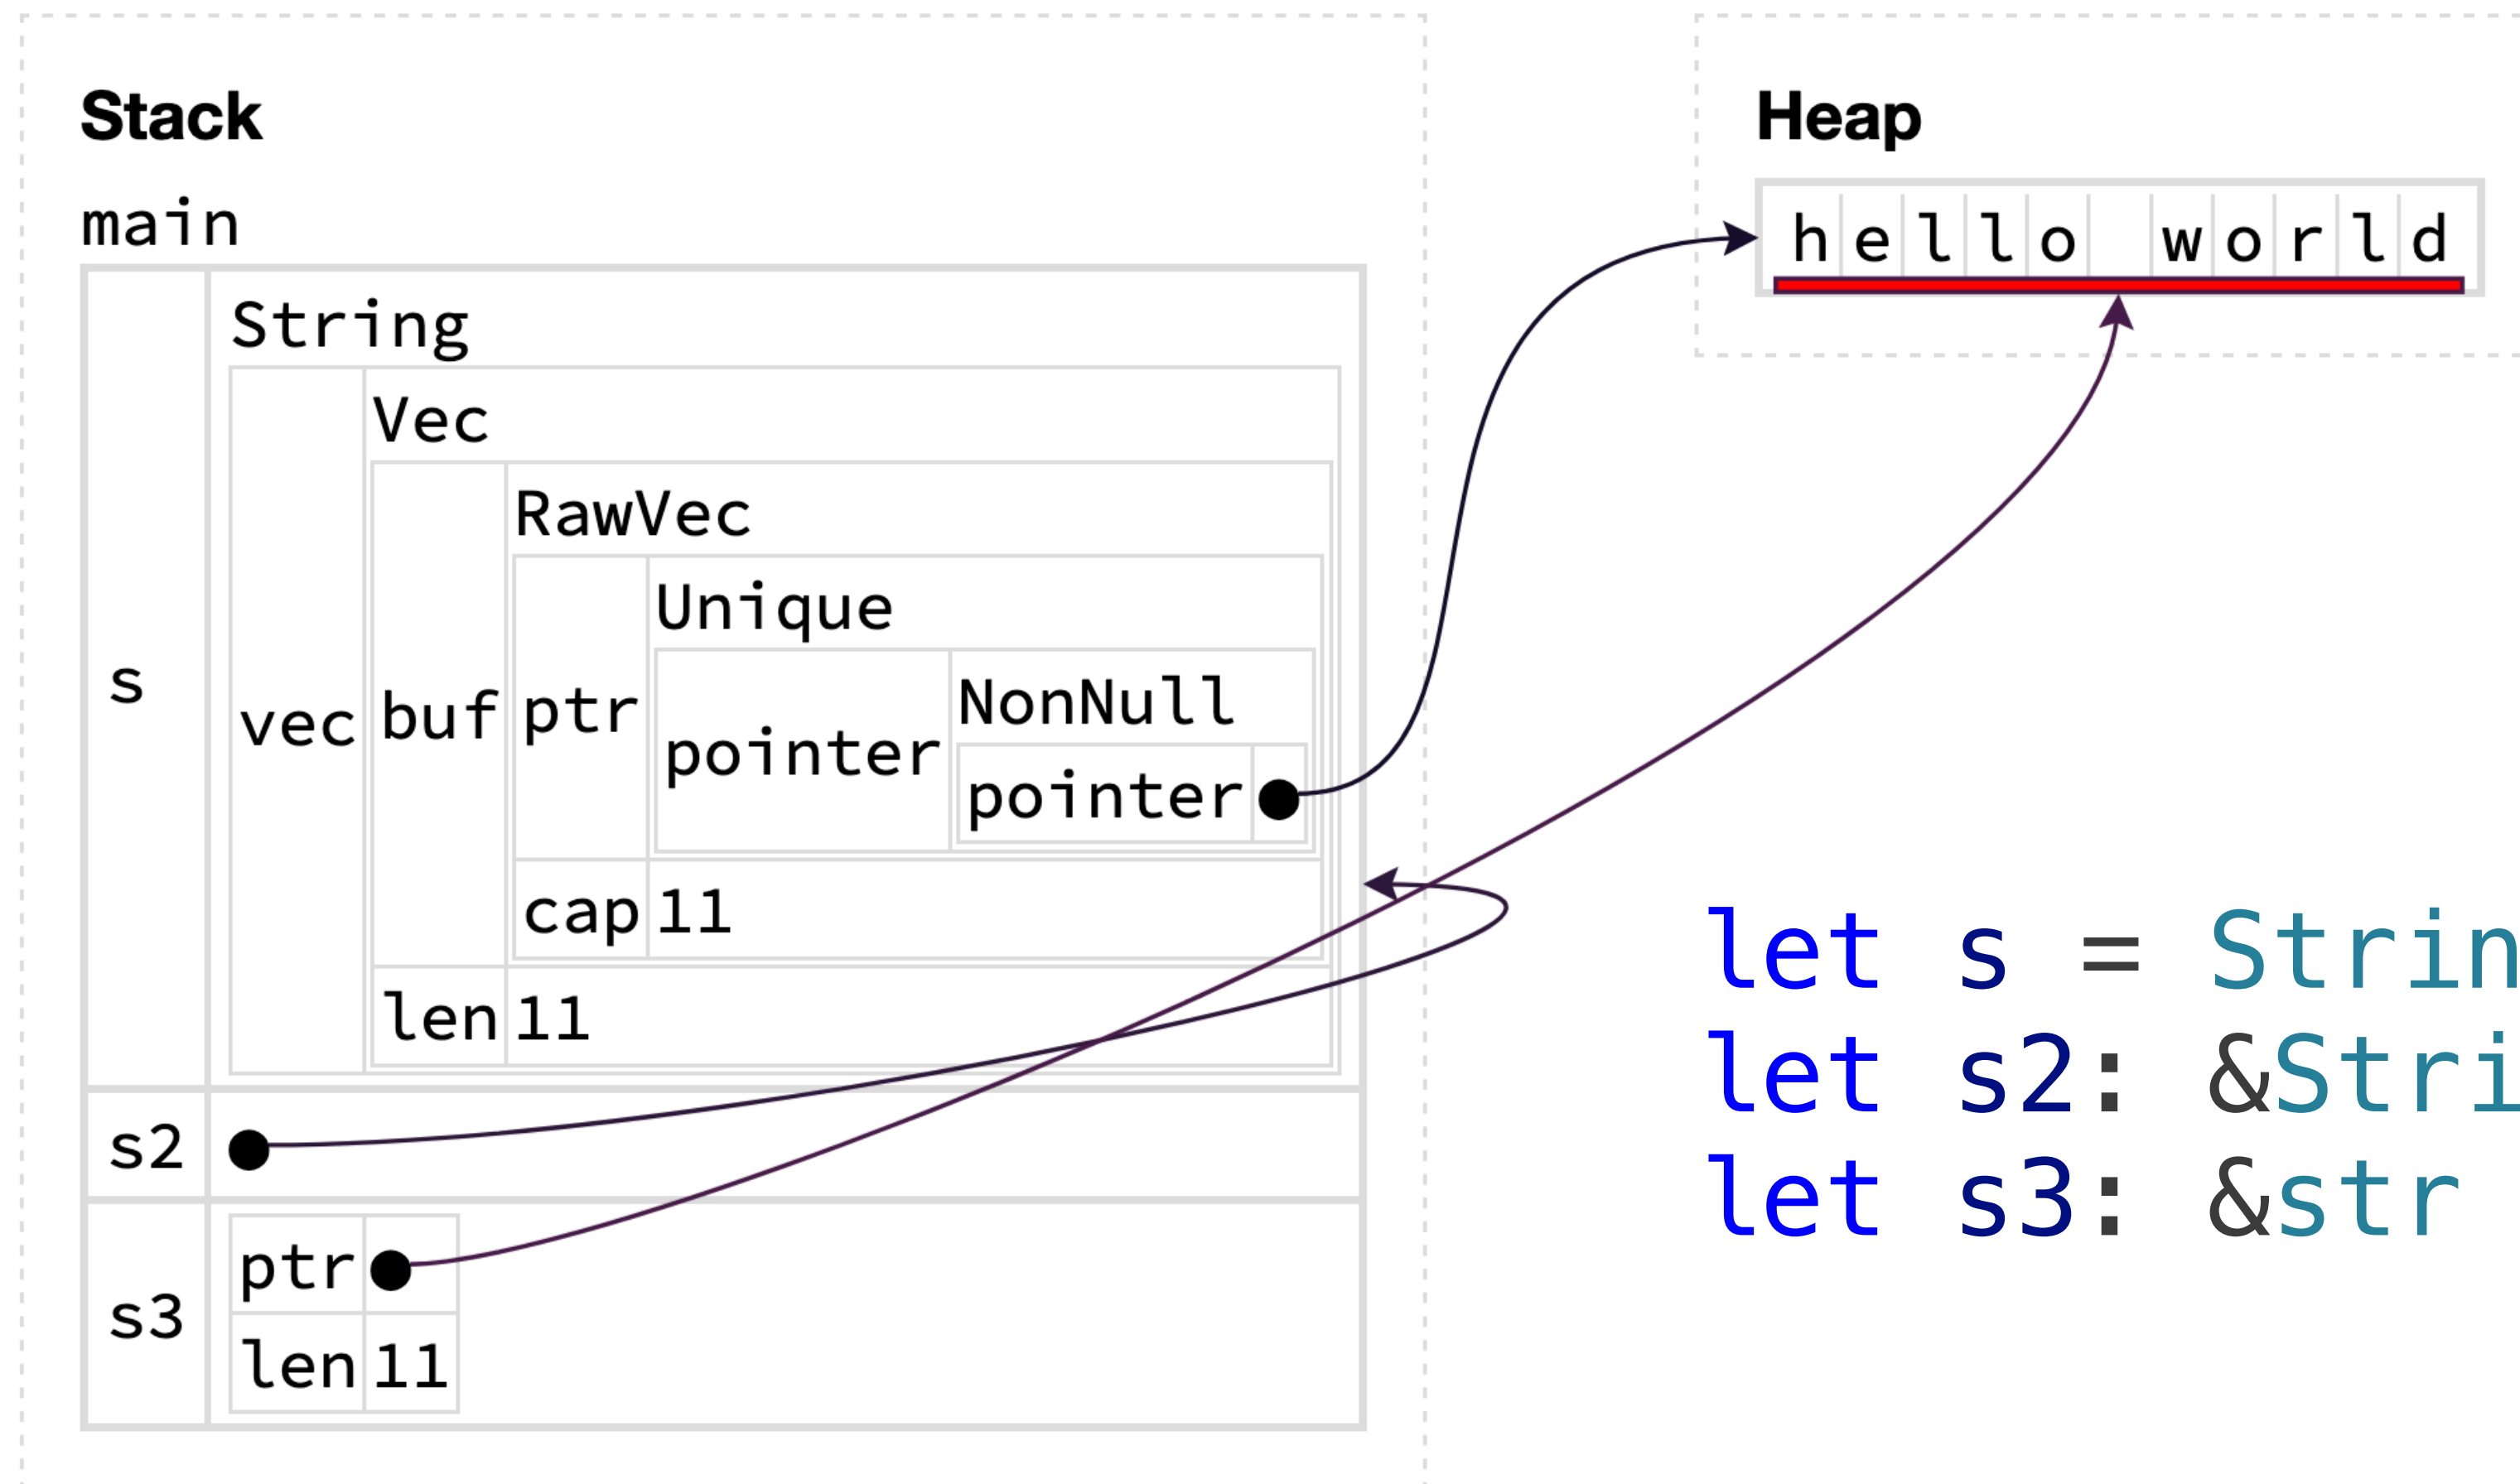 Stack
main
s
String
vec
Vec
buf
RawVec
ptr
Unique
pointer
NonNull
pointer
cap 11
len 11
s2
s3
ptr
len 11
Heap
h e l l o w o r l d
let s = Strin
let s2: &Stri
let s3: &str